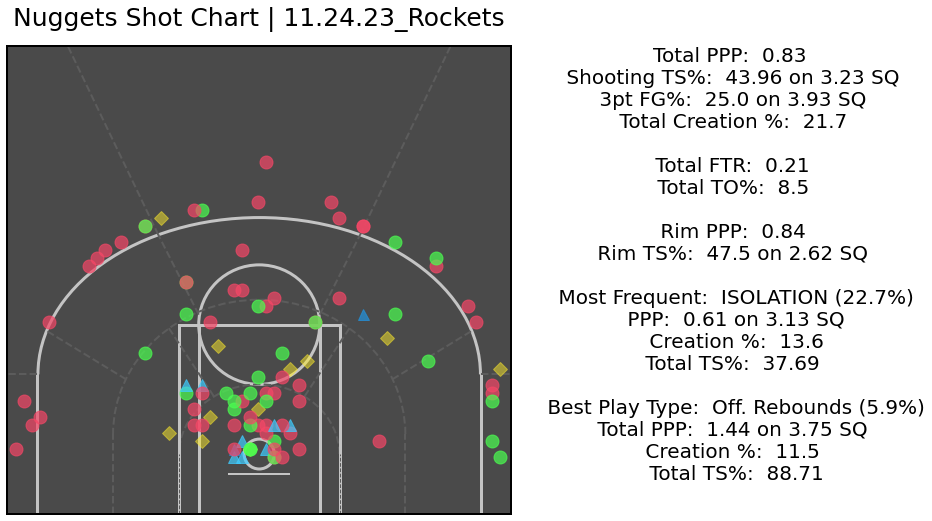 Nuggets Shot Chart | 11.24.23_Rockets
Total PPP: 0.83
Shooting TS%: 43.96 on 3.23 SQ
3pt FG%: 25.0 on 3.93 SQ
Total Creation %: 21.7
Total FTR: 0.21
Total TO%: 8.5
Rim PPP: 0.84
Rim TS%: 47.5 on 2.62 SQ
Most Frequent: ISOLATION (22.7%)
PPP: 0.61 on 3.13 SQ
Creation %: 13.6
Total TS%: 37.69
Best Play Type: Off. Rebounds (5.9%)
Total PPP: 1.44 on 3.75 SQ
Creation %: 11.5
Total TS%: 88.71